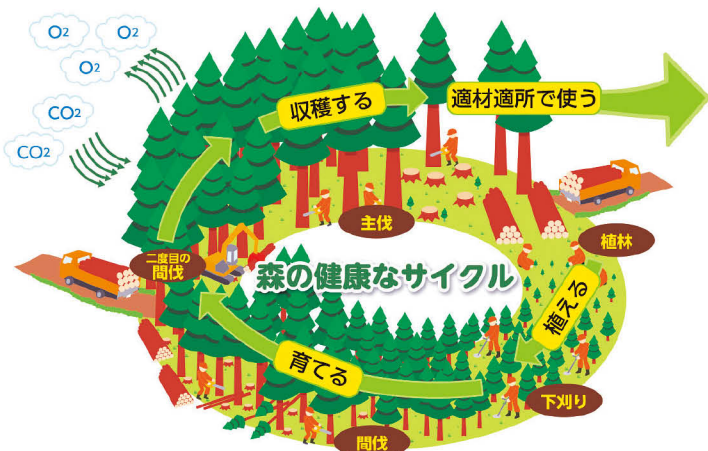 O2
O2
O2
CO2
CO2
収穫する
適材適所で使う
主伐
植林
二度目の
間伐
森の健康なサイクル
植える
育てる
下刈り
間伐